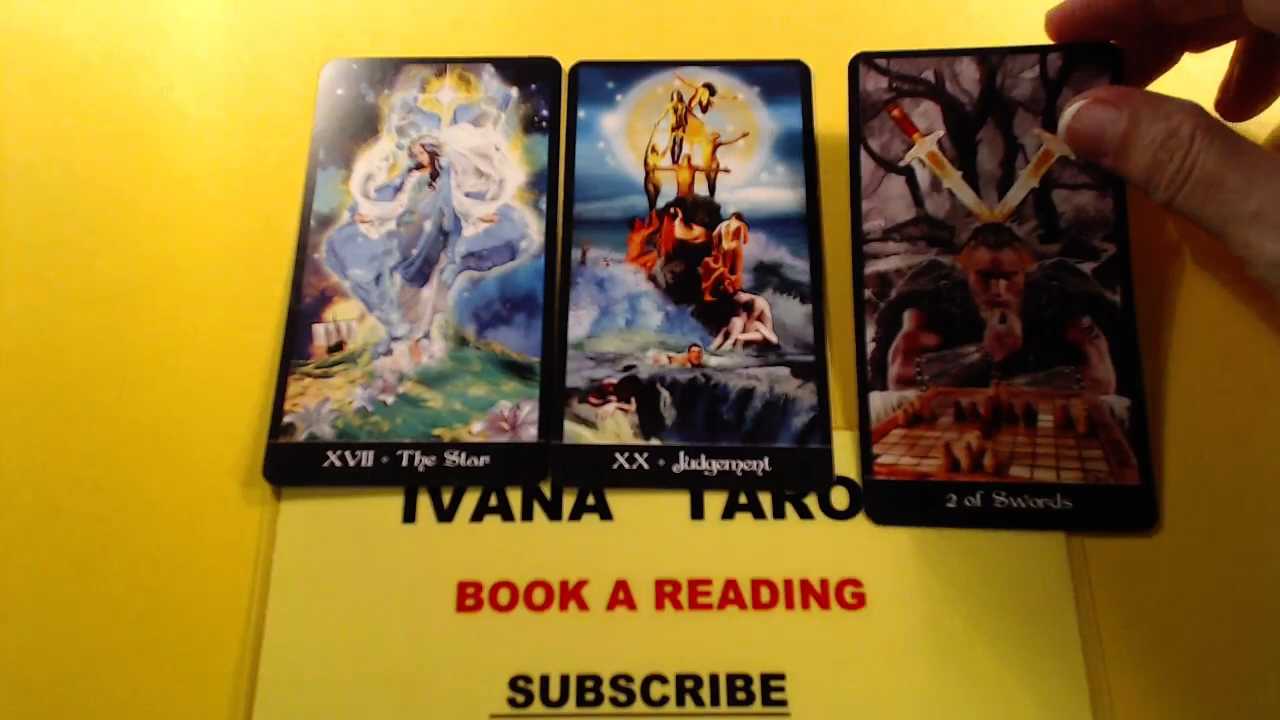 XVII • The Star
XX • Judgement
2 of Swords
IVANA TARO
BOOK A READING
SUBSCRIBE